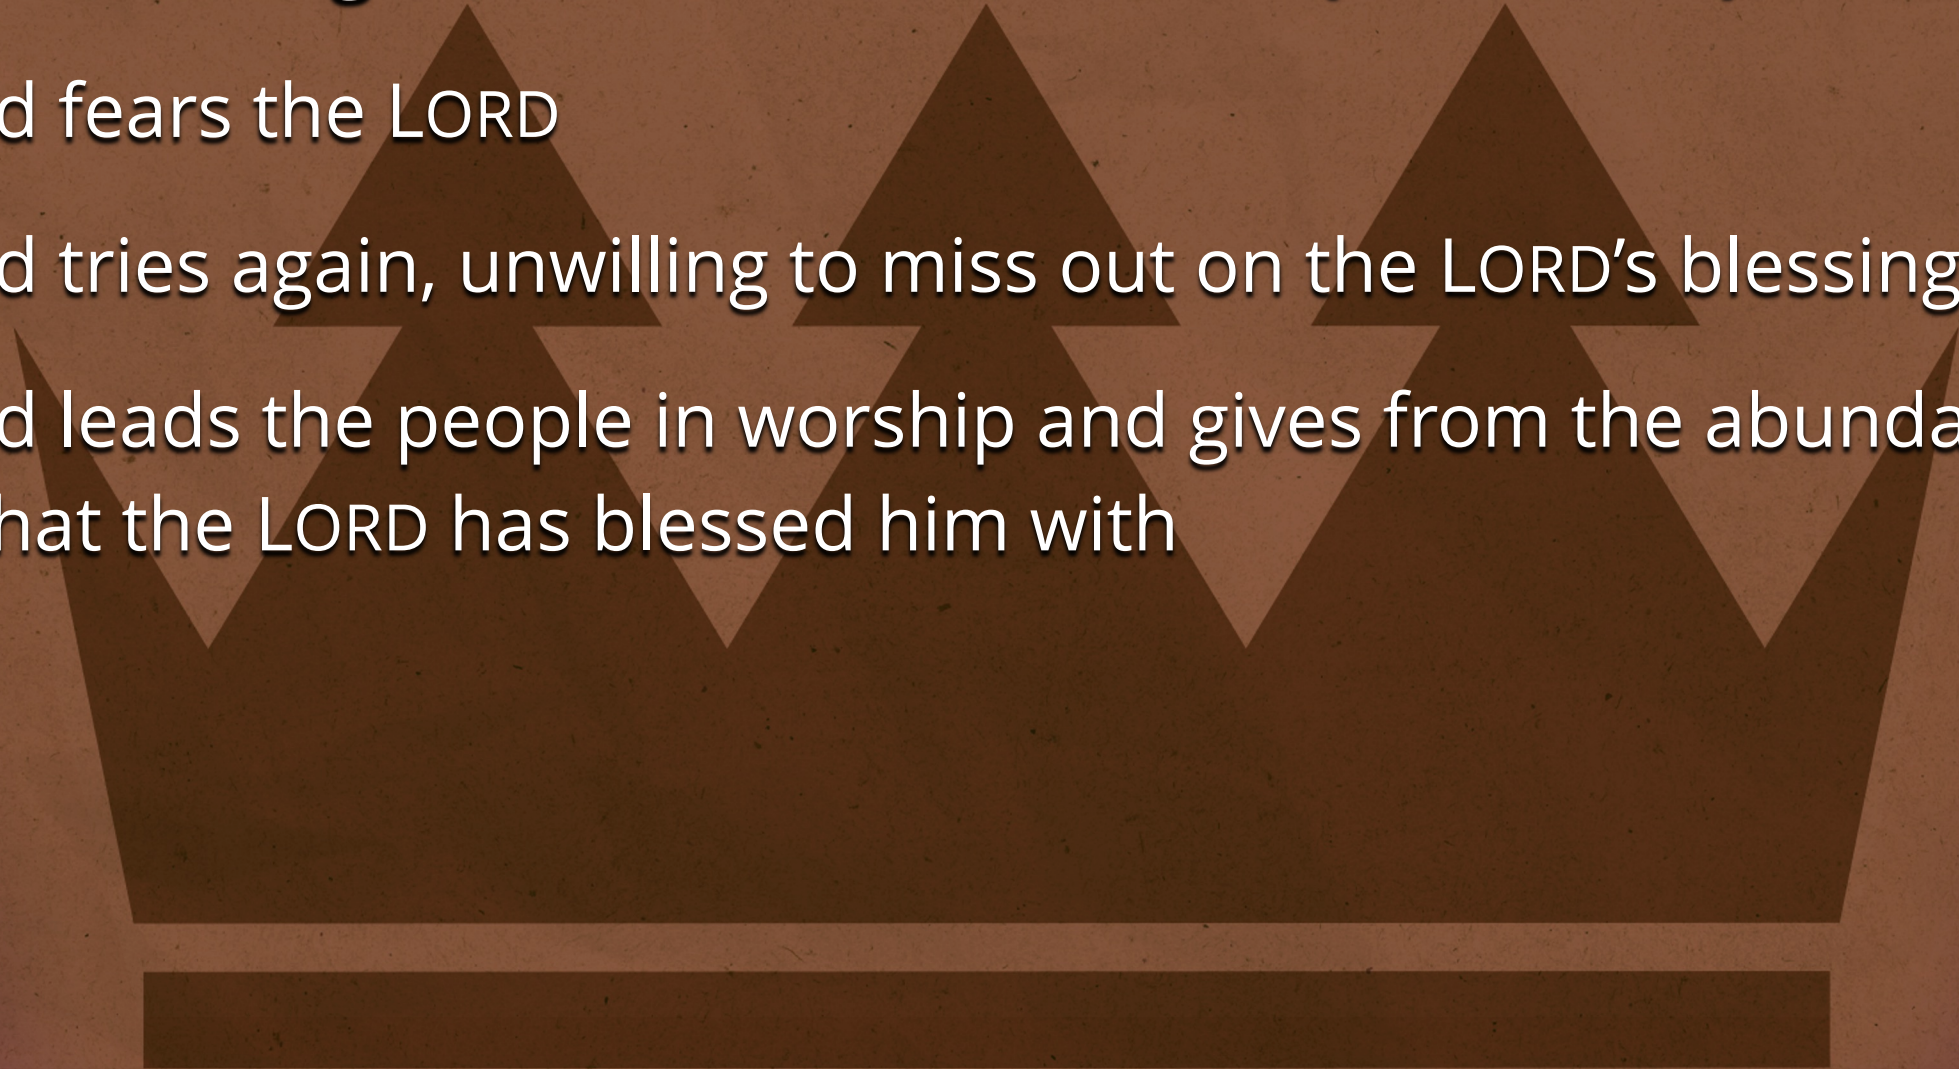 d fears the LORD
d tries again, unwilling to miss out on the LORD’s blessing
d leads the people in worship and gives from the abunda
hat the LORD has blessed him with